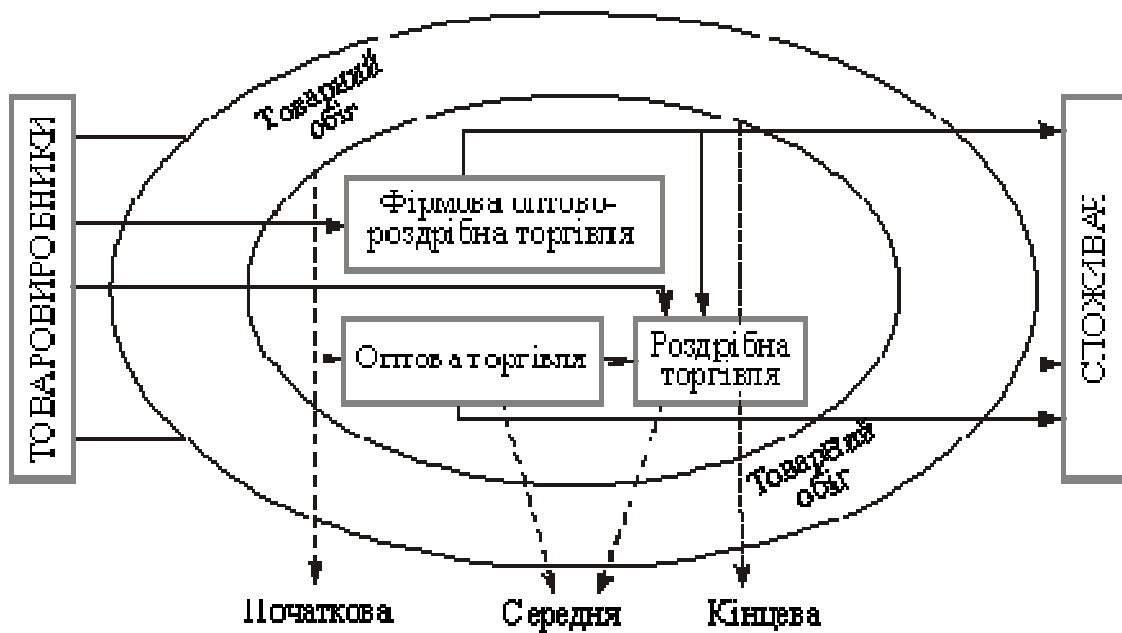 Товарний
обіг
ТОВАРОВИРОБНИКИ
Фірмова оптово-
роздрібна торгівля
Оптова торгівля
Роздрібна
торгівля
СПОЖИВАЧ
Товарний
обіг
Початкова
Середня
Кінцева